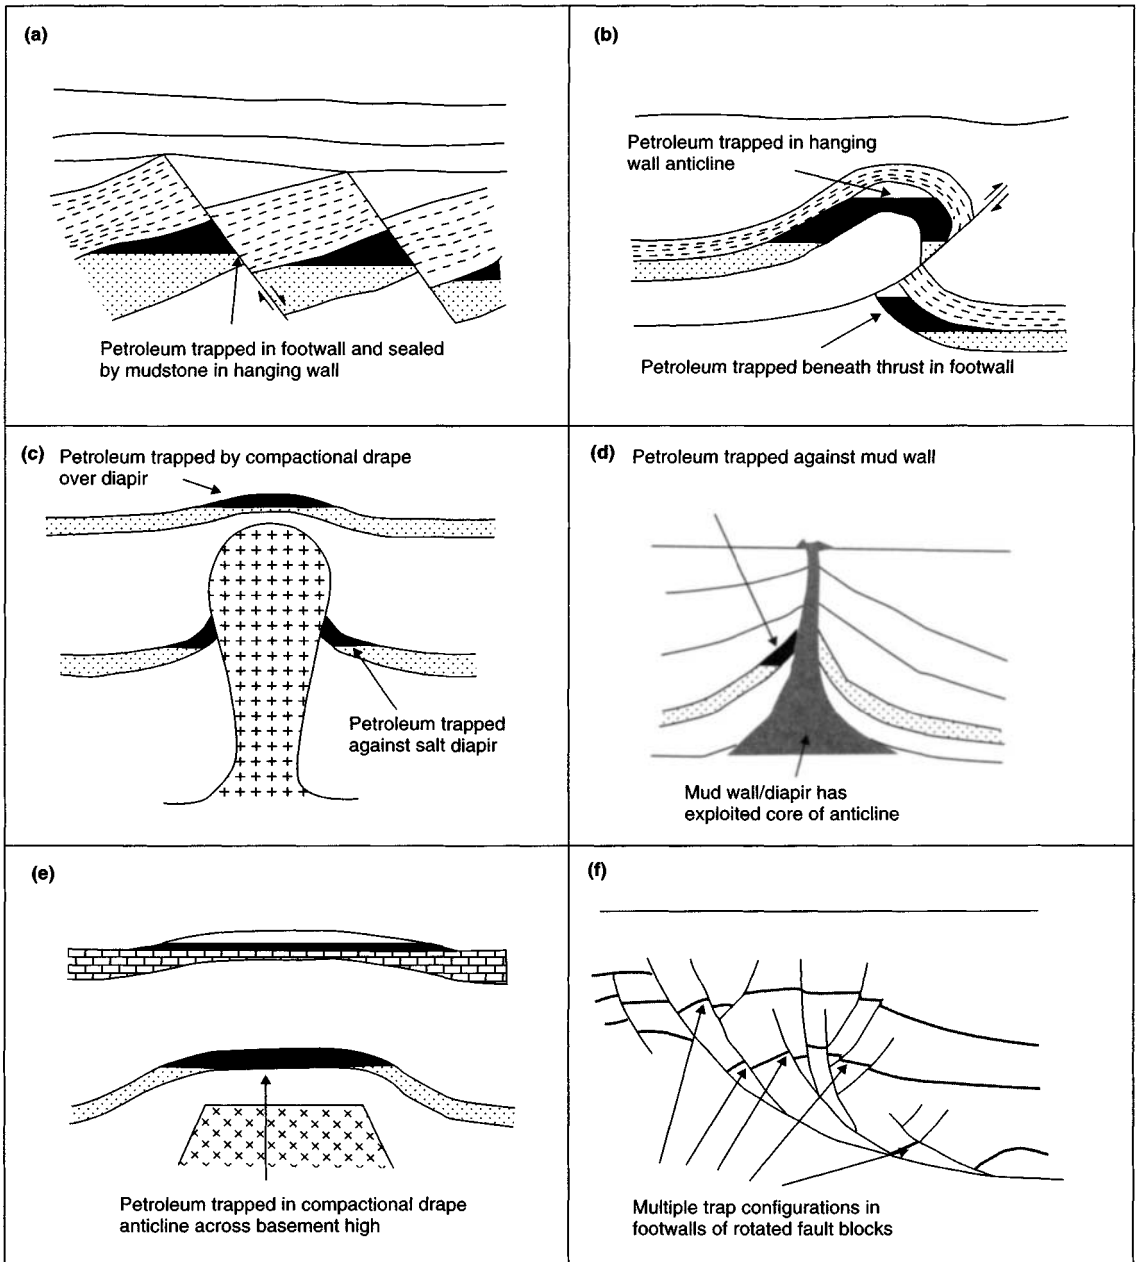 (a)
Petroleum trapped in footwall and sealed
by mudstone in hanging wall
(b)
Petroleum trapped in hanging
wall anticline
Petroleum trapped beneath thrust in footwall
(c) Petroleum trapped by compactional drape
over diapir
Petroleum trapped
against salt diapir
(d) Petroleum trapped against mud wall
Mud wall/diapir has
exploited core of anticline
(e)
Petroleum trapped in compactional drape
anticline across basement high
(f)
Multiple trap configurations in
footwalls of rotated fault blocks